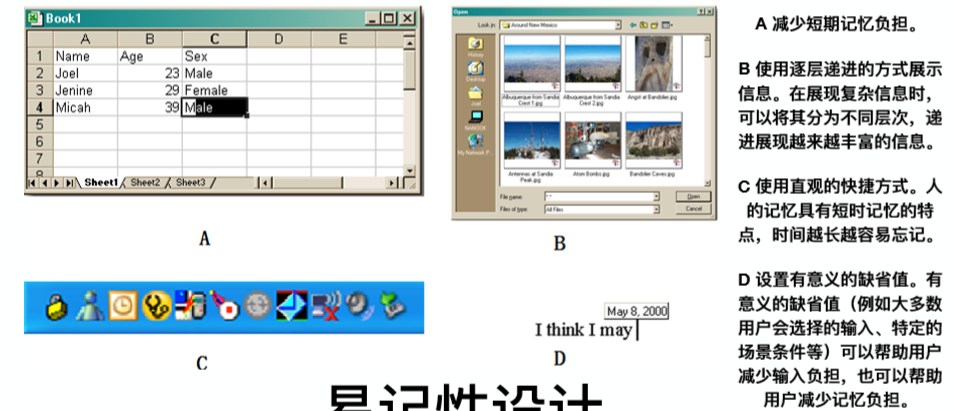 Book1
A B C D E
1 Name Age Sex
2 Joel 23 Male
3 Jenine 29 Female
4 Micah 39 Male
5
6
7
8
Sheet1 Sheet2 Sheet3
A
Open
Look in: Around New Mexico
History
Desktop
Joel
My Network P...
Albuquerque from Sandia Crest 1.jpg
Albuquerque from Sandia Crest 2.jpg
Angst at Bandelier.jpg
Antennas at Sandia Peak.jpg
Atom Bombs.jpg
Bandelier Caves.jpg
File name:
Open
Files of type: All Files
Cancel
B
C
May 8, 2000
I think I may
D
易记性设计
A 减少短期记忆负担。
B 使用逐层递进的方式展示
信息。在展现复杂信息时，
可以将其分为不同层次，递
进展现越来越丰富的信息。
C 使用直观的快捷方式。人
的记忆具有短时记忆的特
点，时间越长越容易忘记。
D 设置有意义的缺省值。有
意义的缺省值（例如大多数
用户会选择的输入、特定的
场景条件等）可以帮助用户
减少输入负担，也可以帮助
用户减少记忆负担。